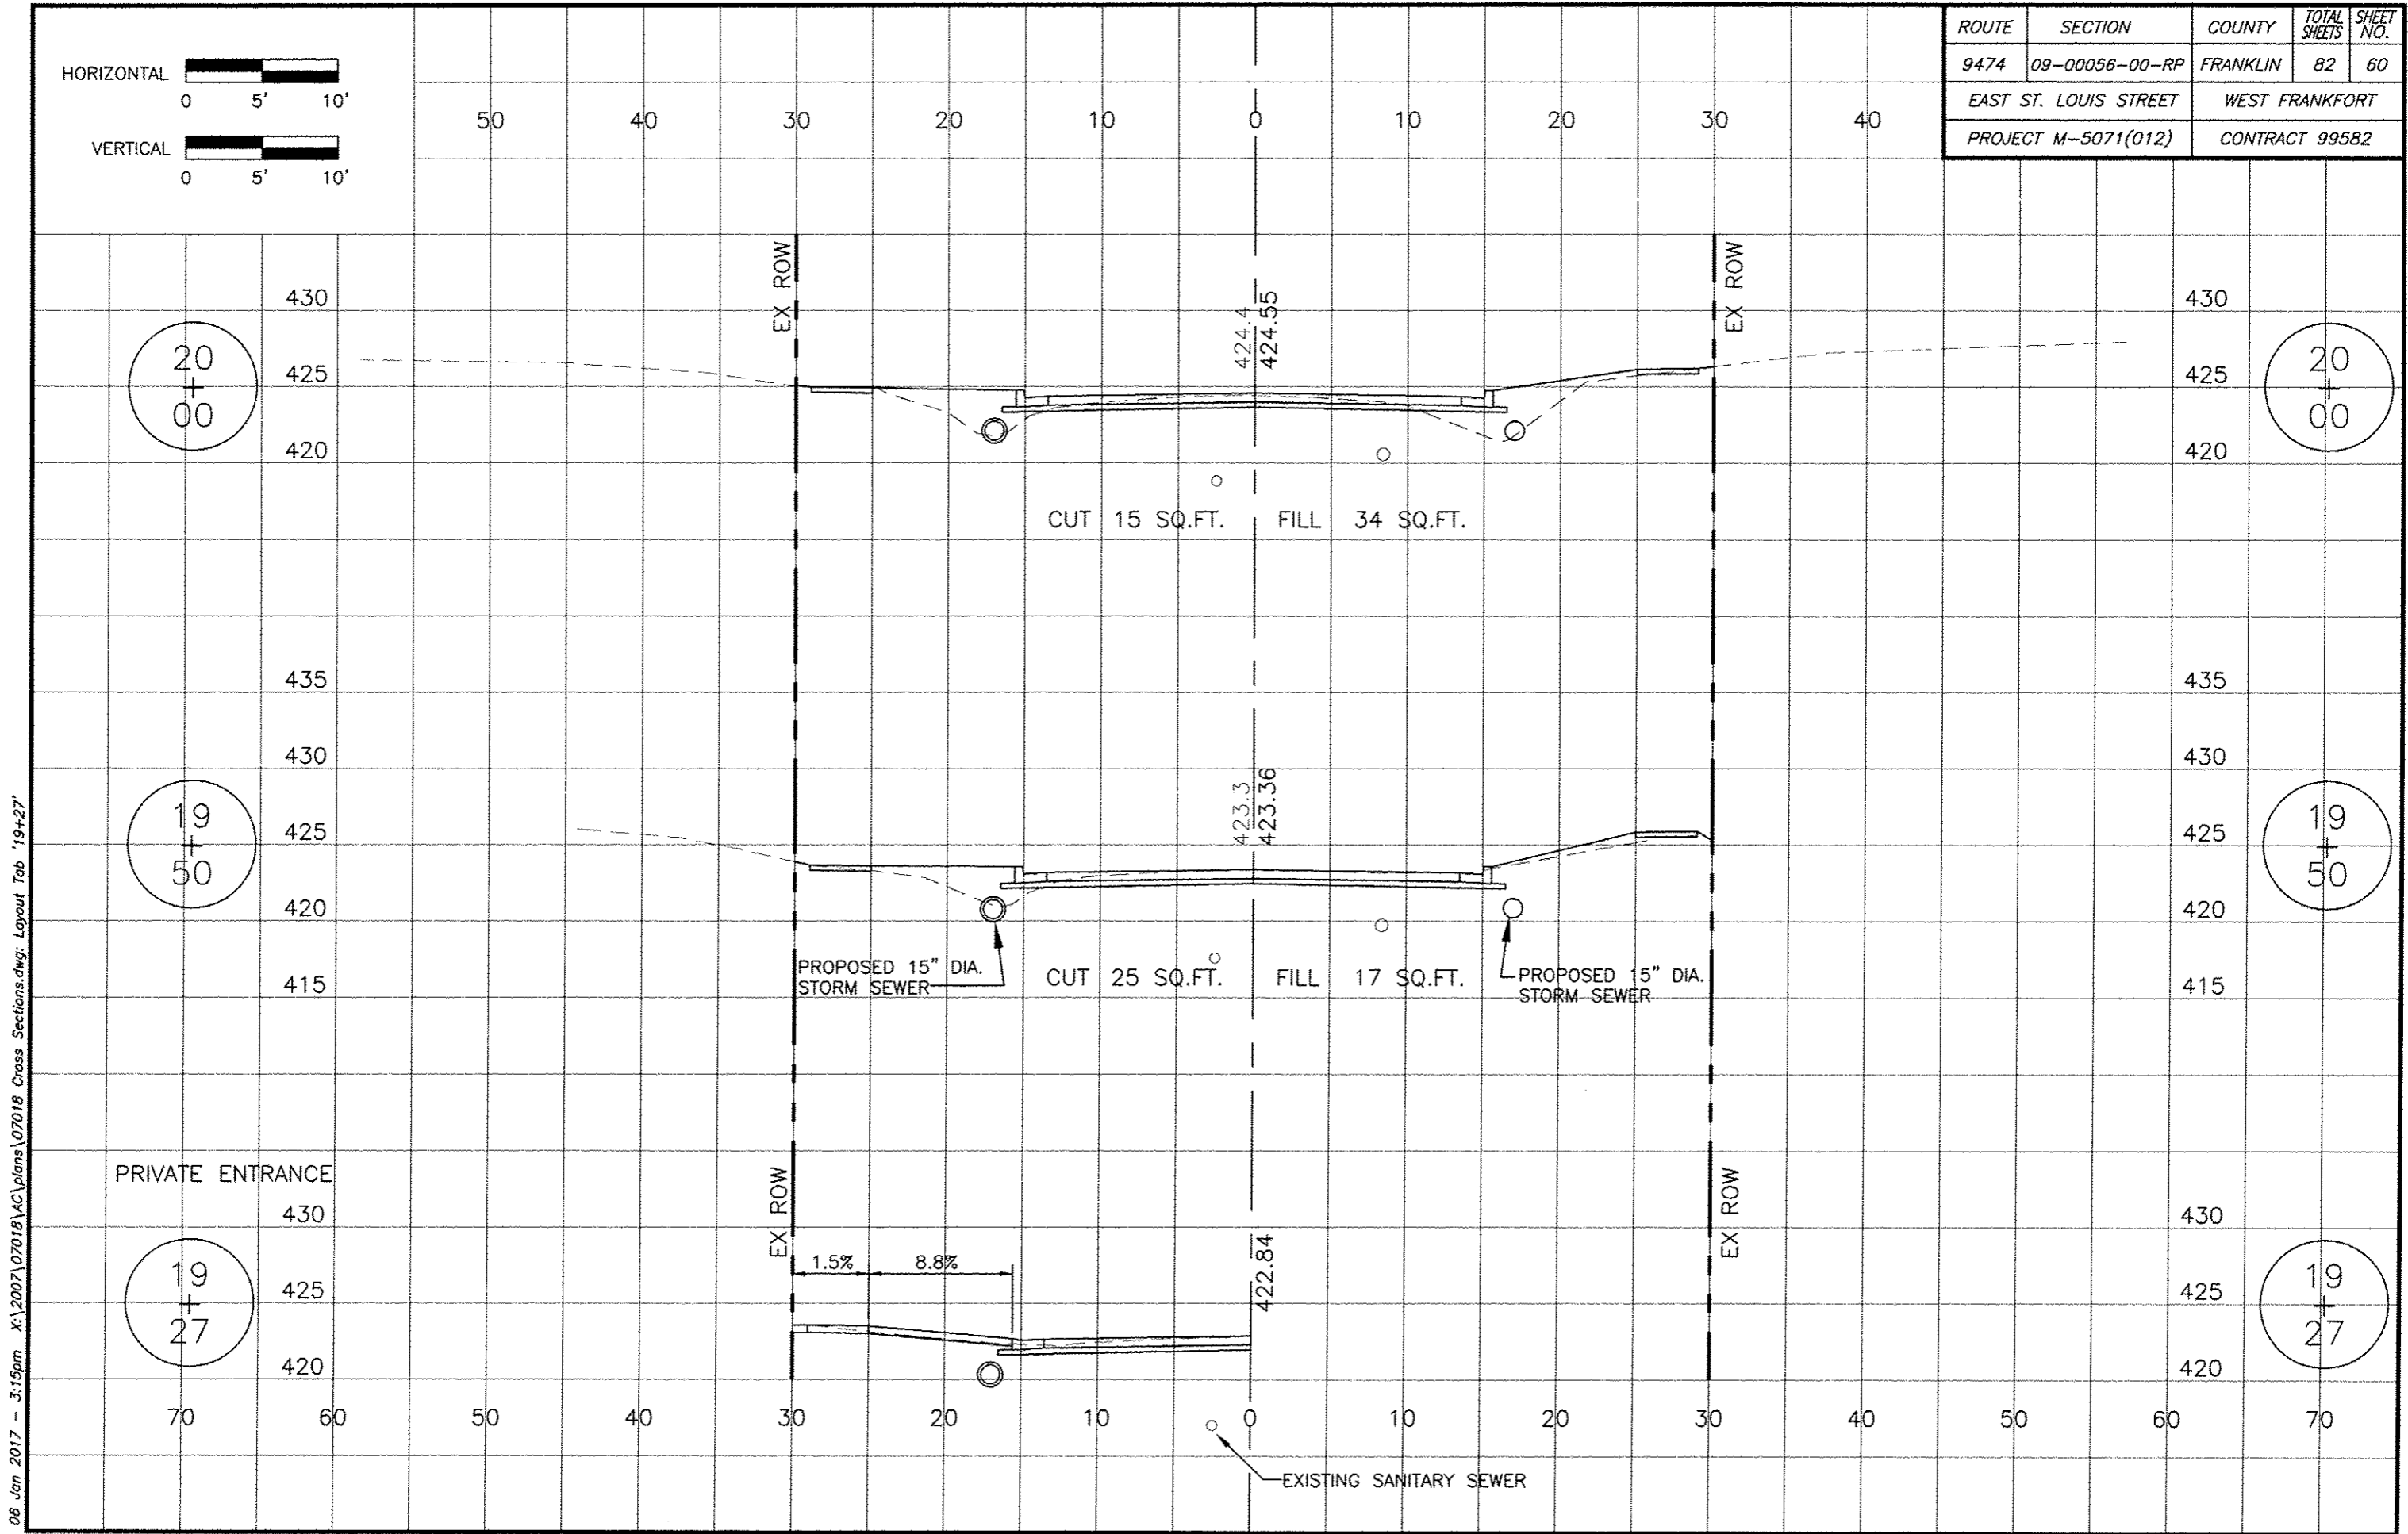 ROUTE SECTION COUNTY TOTAL SHEETS SHEET NO.
9474 09-00056-00-RP FRANKLIN 82 60
EAST ST. LOUIS STREET WEST FRANKFORT
PROJECT M-5071(012) CONTRACT 99582
HORIZONTAL
0 5' 10'
VERTICAL
0 5' 10'
50 40 30 20 10 0 10 20 30 40
EX ROW
EX ROW
424.4
424.55
430 430
20
+
00
425 425
20
+
00
420 420
CUT 15 SQ.FT. FILL 34 SQ.FT.
435 435
430 430
423.3
423.36
19
+
50
425 425
19
+
50
420 420
PROPOSED 15" DIA.
STORM SEWER
CUT 25 SQ.FT. FILL 17 SQ.FT.
PROPOSED 15" DIA.
STORM SEWER
415 415
PRIVATE ENTRANCE
EX ROW
EX ROW
430 430
422.84
1.5% 8.8%
19
+
27
425 425
19
+
27
420 420
70 60 50 40 30 20 10 0 10 20 30 40 50 60 70
EXISTING SANITARY SEWER
06 Jan 2017 - 3:15pm X:\2007\07018\AC\plans\07018 Cross Sections.dwg: Layout Tab '19+27'